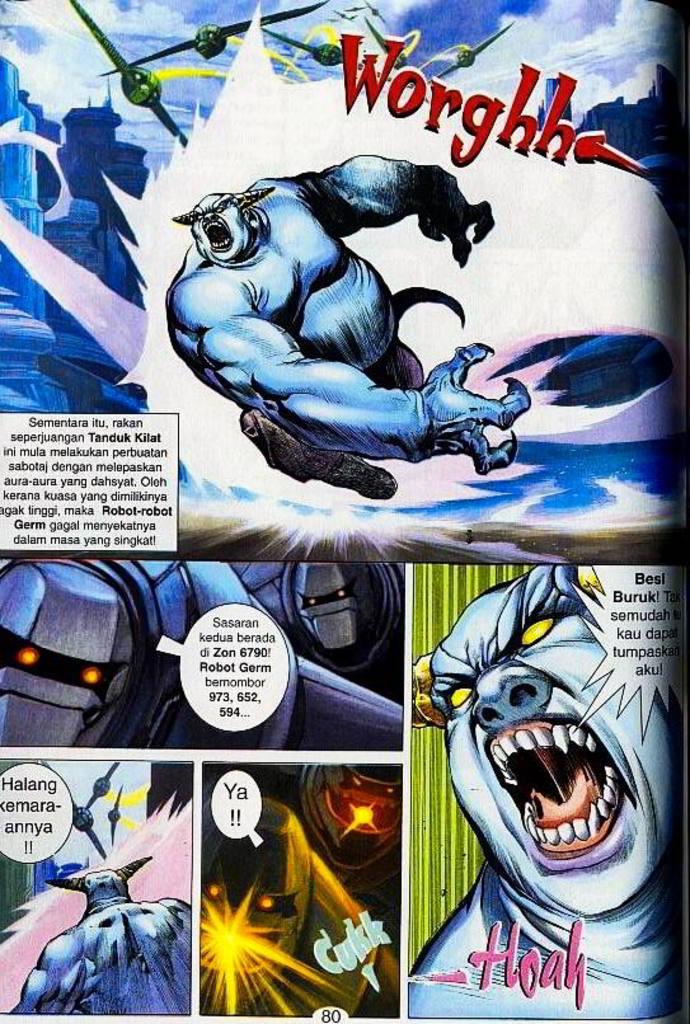 Worghh
Sementara itu, rakan
seperjuangan Tanduk Kilat
ini mula melakukan perbuatan
sabotaj dengan melepaskan
aura-aura yang dahsyat. Oleh
kerana kuasa yang dimilikinya
agak tinggi, maka Robot-robot
Germ gagal menyekatnya
dalam masa yang singkat!
Sasaran
kedua berada
di Zon 6790!
Robot Germ
bernombor
973, 652,
594...
Besi
Buruk! Tak
semudah itu
kau dapat
tumpaskan
aku!
Halang
kemara-
annya
!!
Ya
!!
Cukk
Hoah
80